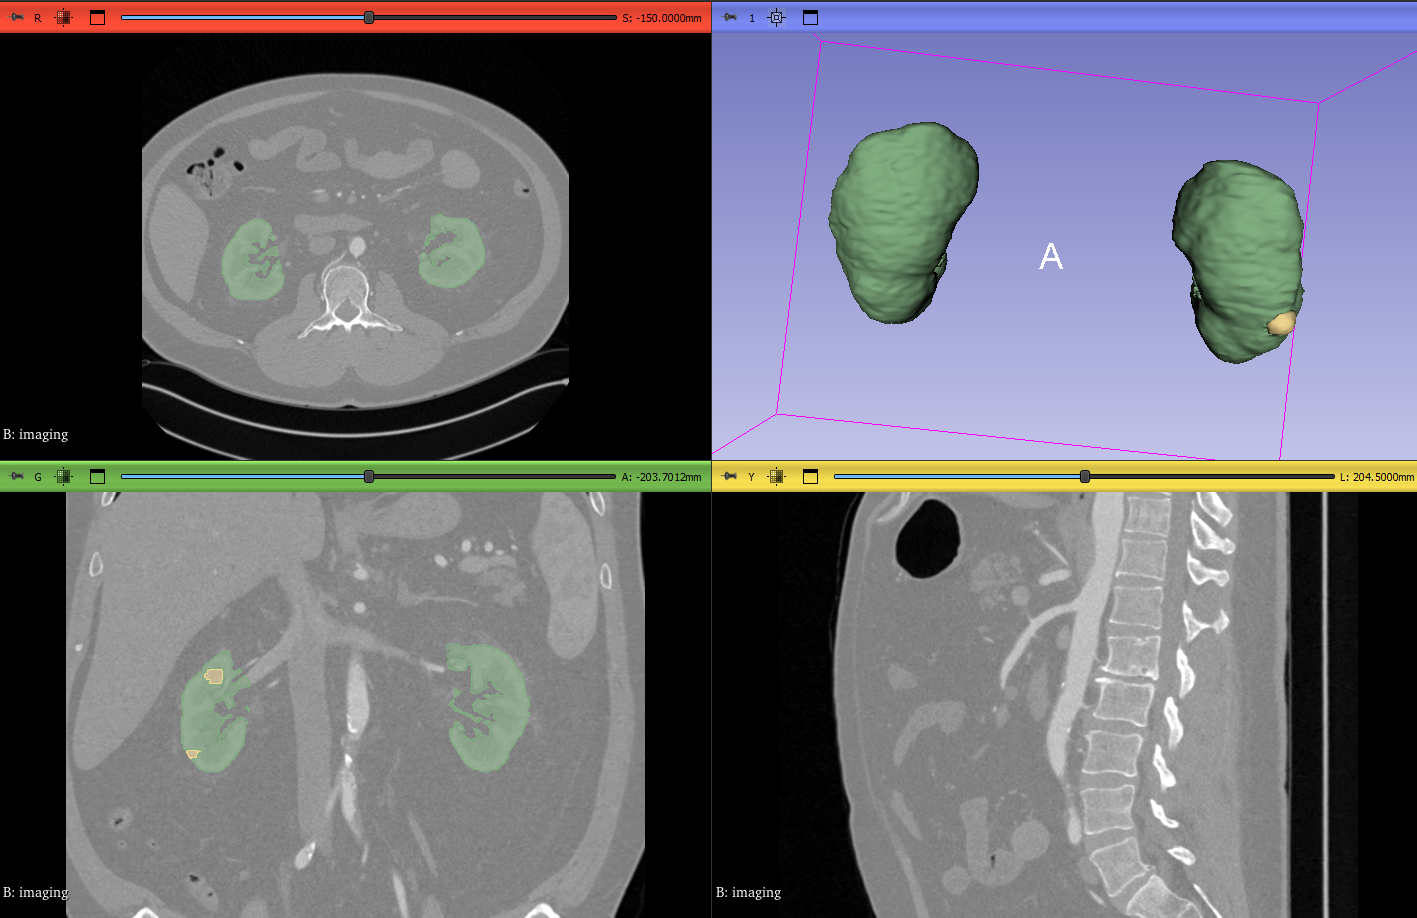 R
S: -150.0000mm
1
A
B: imaging
G
A: -203.7012mm
Y
L: 204.5000mm
B: imaging
B: imaging